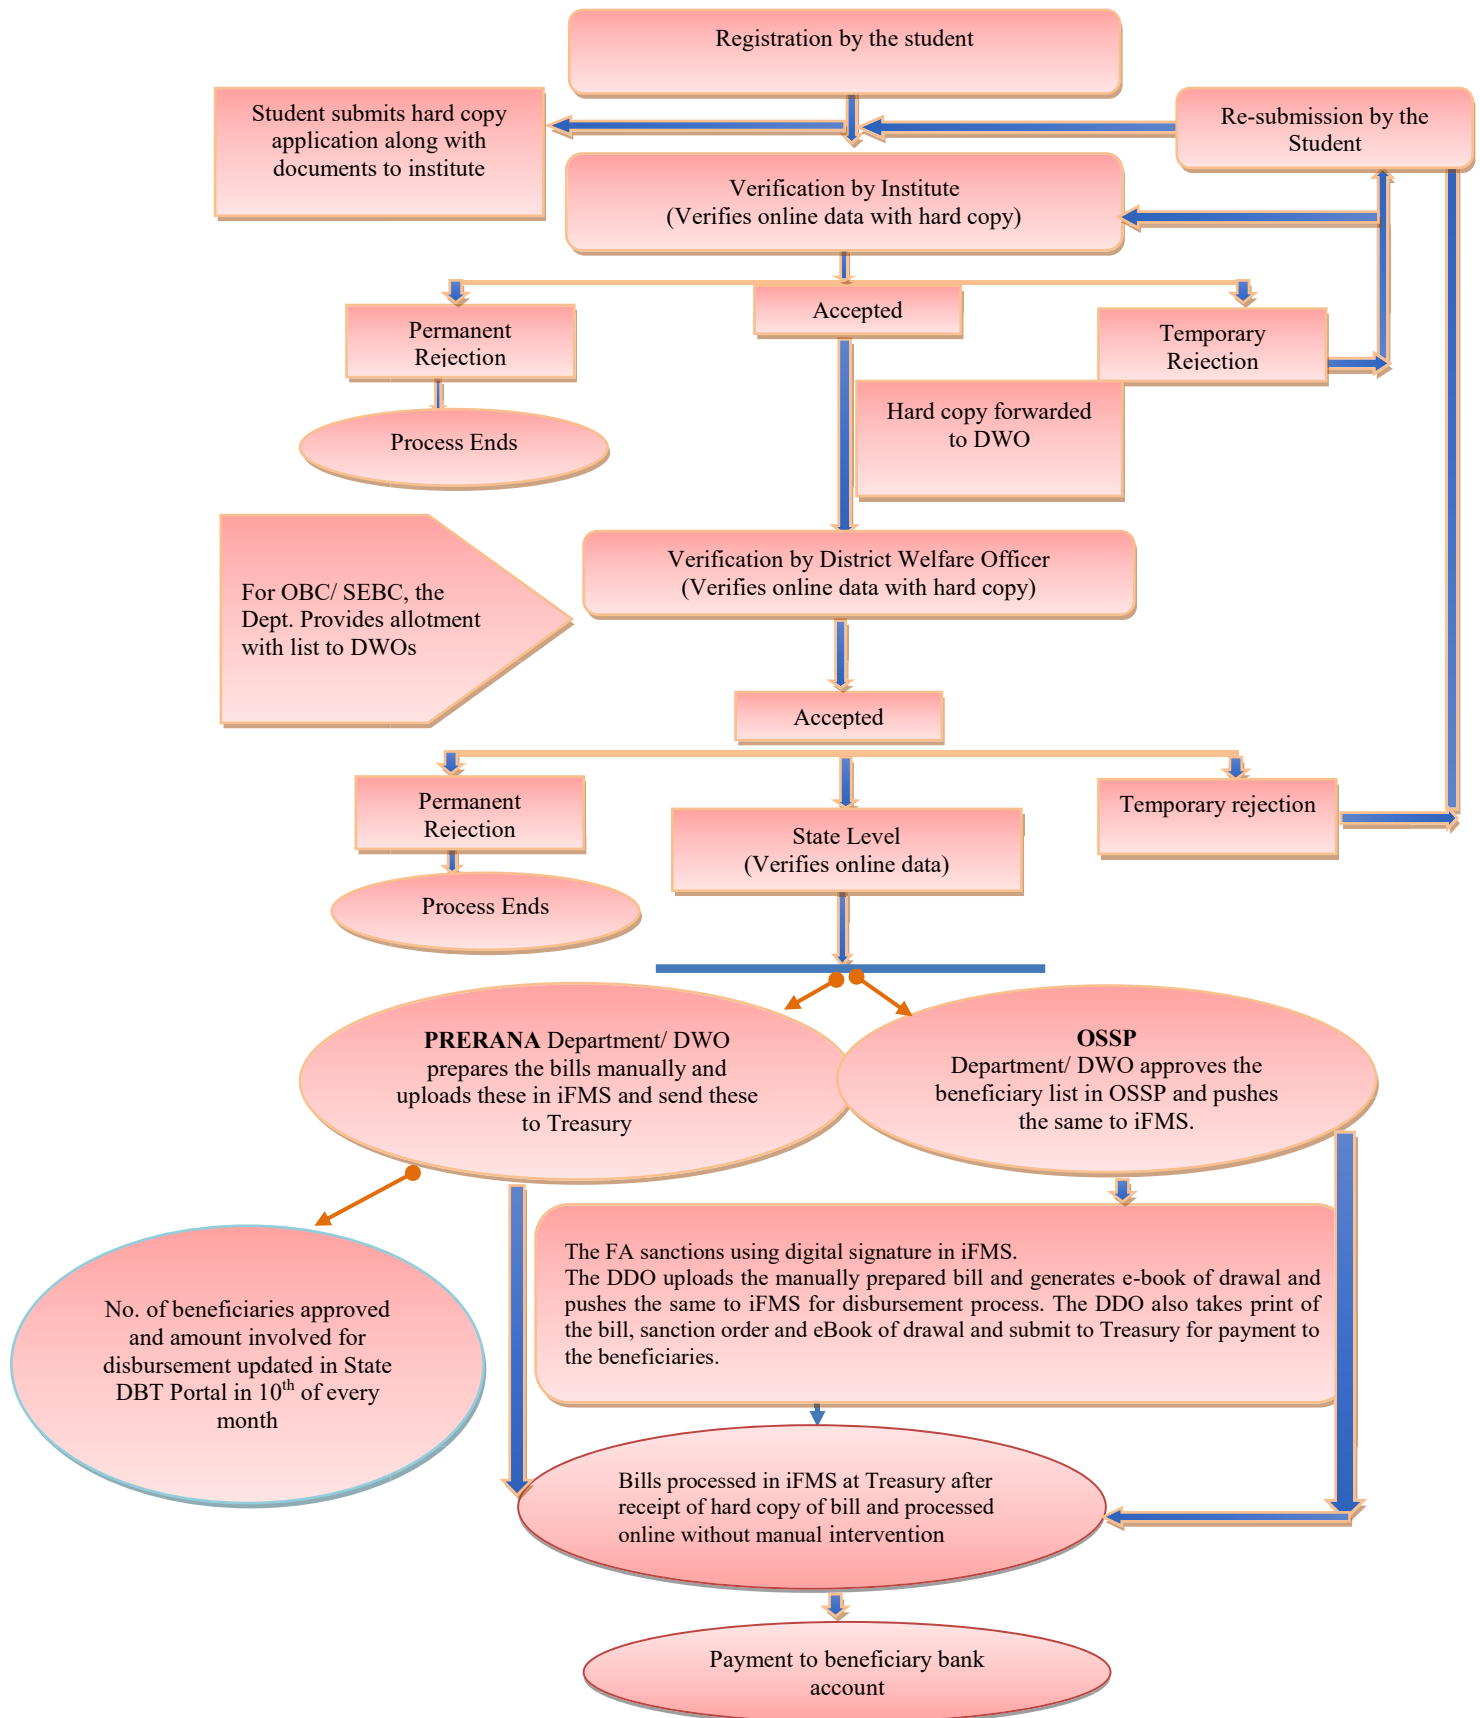 Registration by the student
Student submits hard copy
application along with
documents to institute
Re-submission by the
Student
Verification by Institute
(Verifies online data with hard copy)
Permanent
Rejection
Accepted
Temporary
Rejection
Process Ends
Hard copy forwarded
to DWO
For OBC/ SEBC, the
Dept. Provides allotment
with list to DWOs
Verification by District Welfare Officer
(Verifies online data with hard copy)
Accepted
Permanent
Rejection
State Level
(Verifies online data)
Temporary rejection
Process Ends
PRERANA Department/ DWO
prepares the bills manually and
uploads these in iFMS and send these
to Treasury
OSSP
Department/ DWO approves the
beneficiary list in OSSP and pushes
the same to iFMS.
The FA sanctions using digital signature in iFMS.
The DDO uploads the manually prepared bill and generates e-book of drawal and
pushes the same to iFMS for disbursement process. The DDO also takes print of
the bill, sanction order and eBook of drawal and submit to Treasury for payment to
the beneficiaries.
No. of beneficiaries approved
and amount involved for
disbursement updated in State
DBT Portal in 10th of every
month
Bills processed in iFMS at Treasury after
receipt of hard copy of bill and processed
online without manual intervention
Payment to beneficiary bank
account